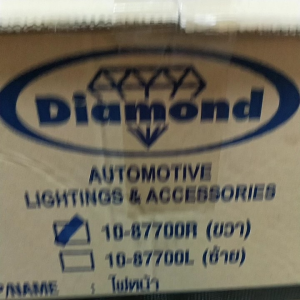 Diamond
AUTOMOTIVE
LIGHTINGS & ACCESSORIES
10-87700R (ขวา)
10-87700L (ซ้าย)
/NAME : ไฟหน้า